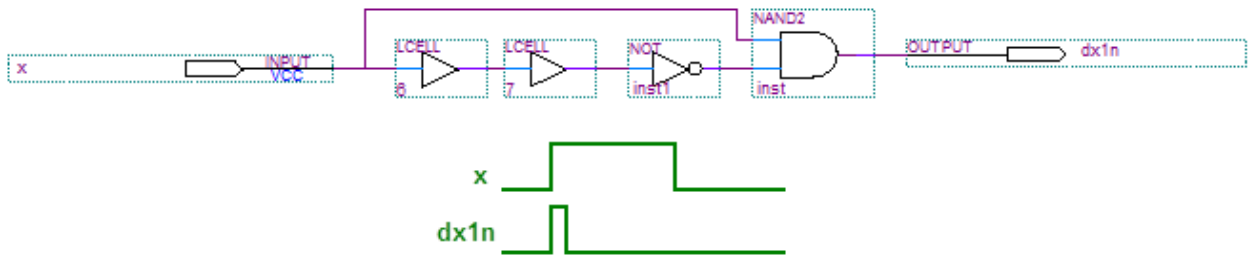 NAND2
LCELL
LCELL
NOT
x
INPUT
VCC
OUTPUT
dx1n
6
7
inst1
inst
x
dx1n